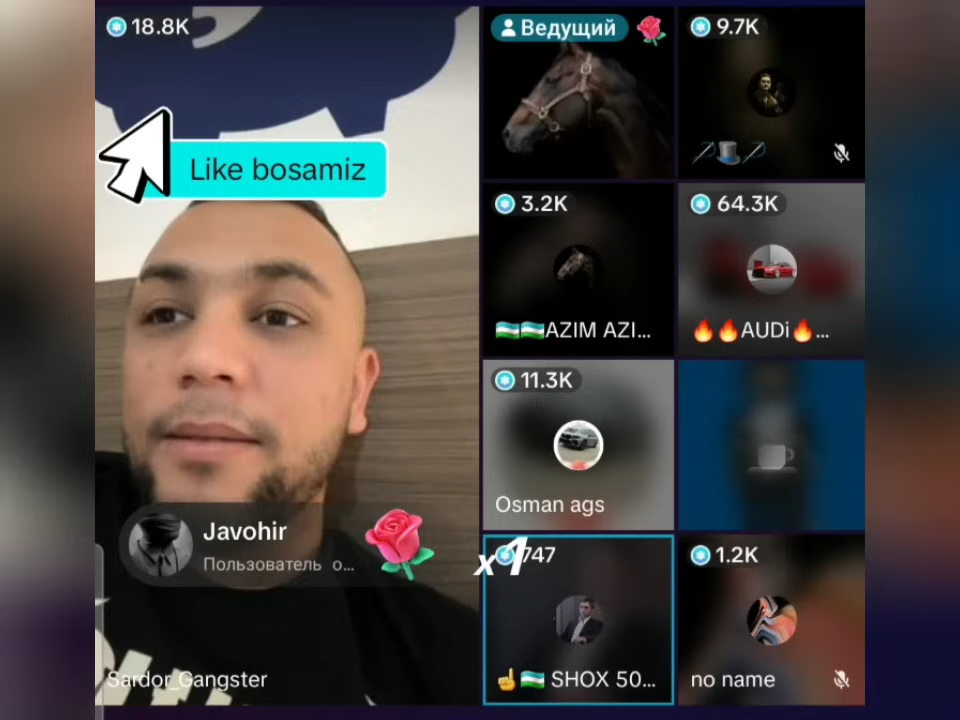 18.8K
Ведущий
9.7K
Like bosamiz
3.2K
64.3K
AZIM AZI...
AUDi🔥...
11.3K
Osman ags
Javohir
Пользователь о...
x1
747
1.2K
Sardor_Gangster
SHOX 50...
no name